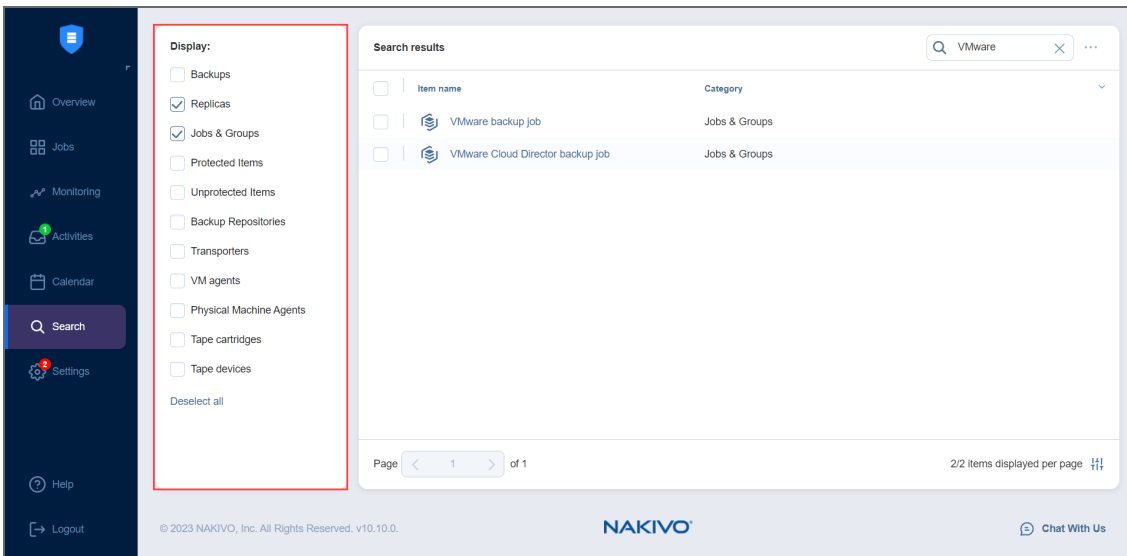 Overview
Jobs
Monitoring
1
Activities
Calendar
Search
2
Settings
Help
Logout
Display:
Backups
Replicas
Jobs & Groups
Protected Items
Unprotected Items
Backup Repositories
Transporters
VM agents
Physical Machine Agents
Tape cartridges
Tape devices
Deselect all
Search results
VMware
Item name Category
VMware backup job Jobs & Groups
VMware Cloud Director backup job Jobs & Groups
Page 1 of 1
2/2 items displayed per page
© 2023 NAKIVO, Inc. All Rights Reserved. v10.10.0.
NAKIVO
Chat With Us